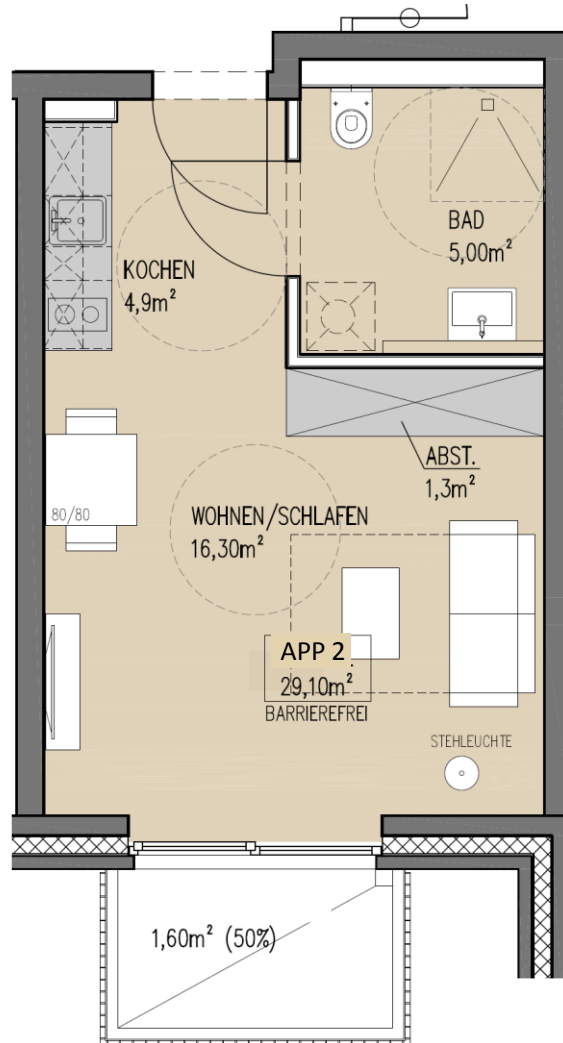 BAD
5,00m²
KOCHEN
4,9m²
ABST.
1,3m²
80/80
WOHNEN/SCHLAFEN
16,30m²
APP 2
29,10m²
BARRIEREFREI
STEHLEUCHTE
1,60m² (50%)